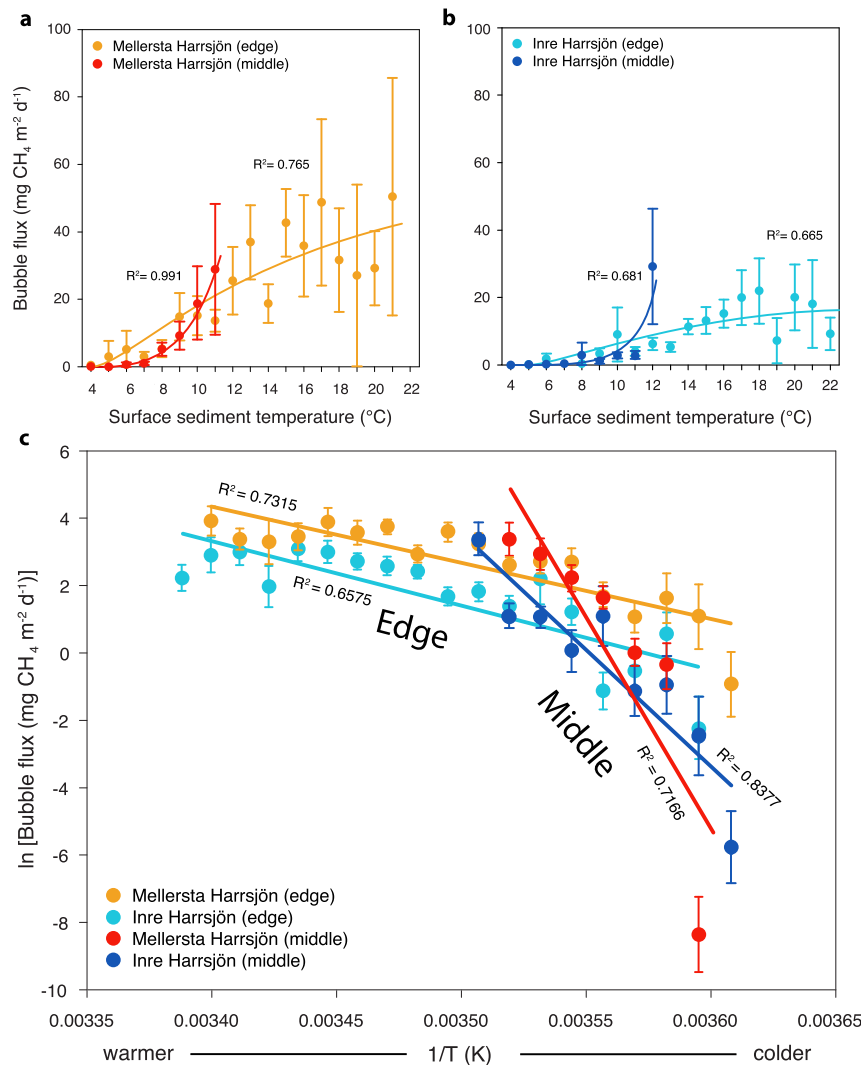 a
Mellersta Harrsjön (edge)
Mellersta Harrsjön (middle)
R²= 0.765
R²= 0.991
100
80
60
40
20
0
Bubble flux (mg CH₄ m⁻² d⁻¹)
4 6 8 10 12 14 16 18 20 22
Surface sediment temperature (°C)
b
Inre Harrsjön (edge)
Inre Harrsjön (middle)
R²= 0.665
R²= 0.681
100
80
60
40
20
0
4 6 8 10 12 14 16 18 20 22
Surface sediment temperature (°C)
c
6
4
2
0
-2
-4
-6
-8
-10
ln [Bubble flux (mg CH₄ m⁻² d⁻¹)]
R²= 0.7315
R²= 0.6575
Edge
Middle
R²= 0.7166
R²= 0.8377
Mellersta Harrsjön (edge)
Inre Harrsjön (edge)
Mellersta Harrsjön (middle)
Inre Harrsjön (middle)
0.00335 0.00340 0.00345 0.00350 0.00355 0.00360 0.00365
warmer 1/T (K) colder